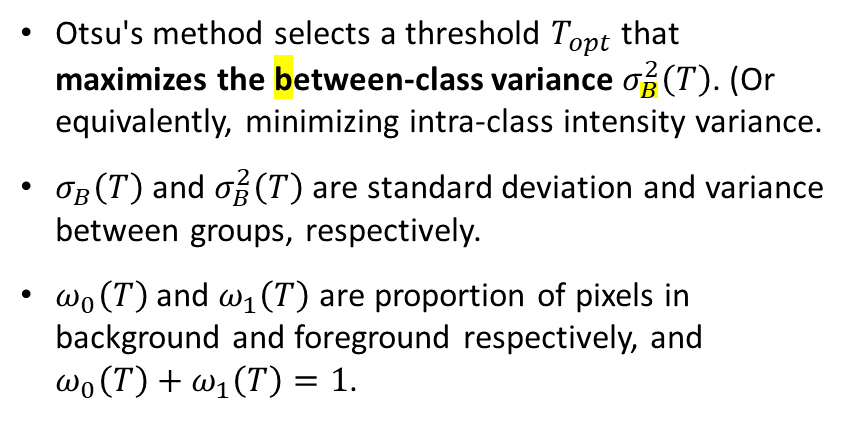 • Otsu's method selects a threshold T_opt that
maximizes the between-class variance σ_B^2(T). (Or
equivalently, minimizing intra-class intensity variance.
• σ_B(T) and σ_B^2(T) are standard deviation and variance
between groups, respectively.
• ω_0(T) and ω_1(T) are proportion of pixels in
background and foreground respectively, and
ω_0(T) + ω_1(T) = 1.